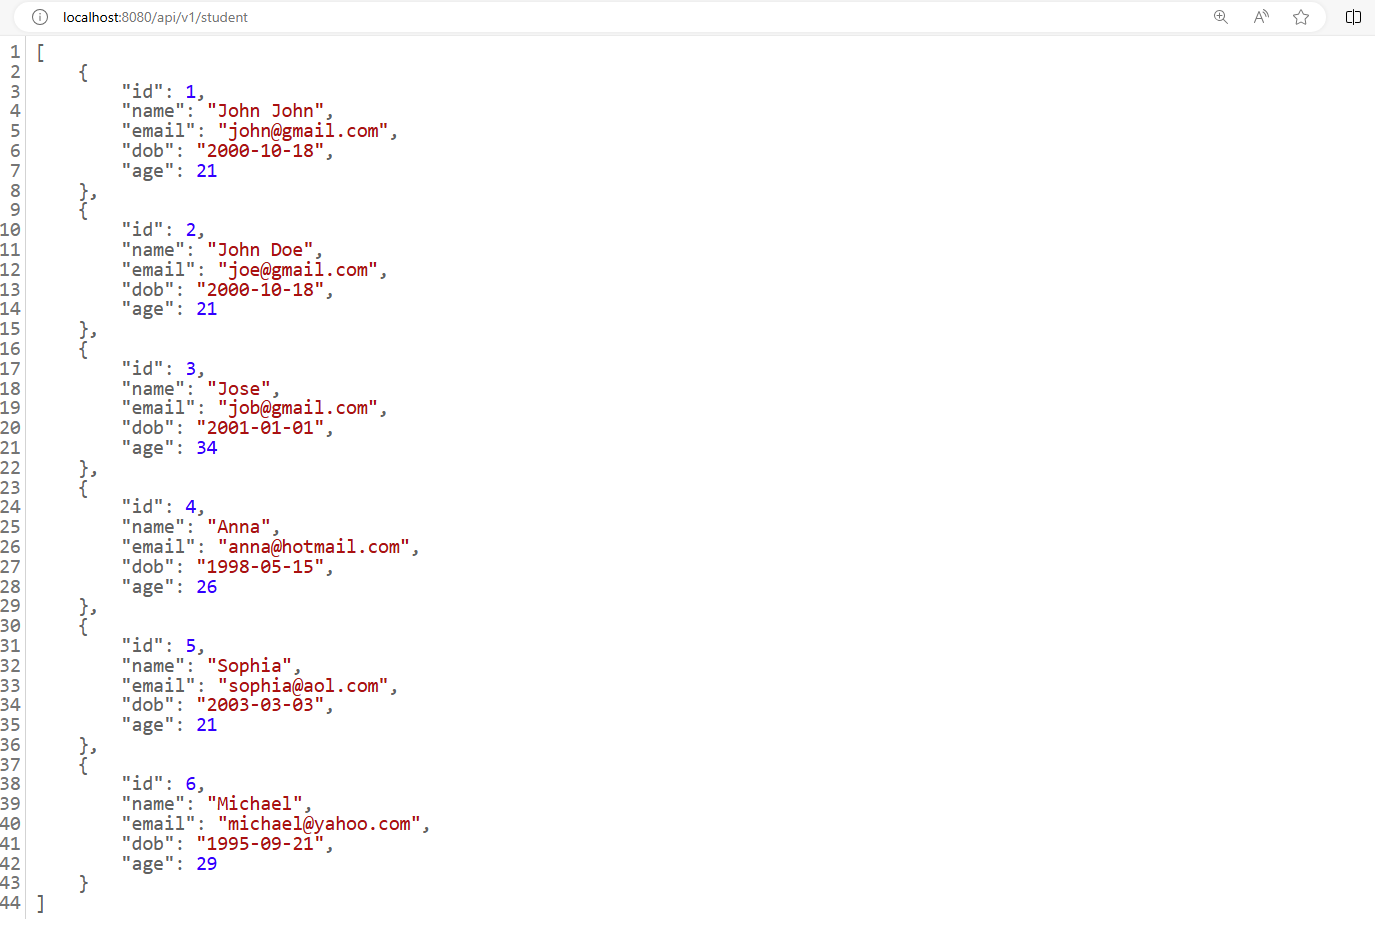 localhost:8080/api/v1/student
1 [
2     {
3         "id": 1,
4         "name": "John John",
5         "email": "john@gmail.com",
6         "dob": "2000-10-18",
7         "age": 21
8     },
9     {
10         "id": 2,
11         "name": "John Doe",
12         "email": "joe@gmail.com",
13         "dob": "2000-10-18",
14         "age": 21
15     },
16     {
17         "id": 3,
18         "name": "Jose",
19         "email": "job@gmail.com",
20         "dob": "2001-01-01",
21         "age": 34
22     },
23     {
24         "id": 4,
25         "name": "Anna",
26         "email": "anna@hotmail.com",
27         "dob": "1998-05-15",
28         "age": 26
29     },
30     {
31         "id": 5,
32         "name": "Sophia",
33         "email": "sophia@aol.com",
34         "dob": "2003-03-03",
35         "age": 21
36     },
37     {
38         "id": 6,
39         "name": "Michael",
40         "email": "michael@yahoo.com",
41         "dob": "1995-09-21",
42         "age": 29
43     }
44 ]